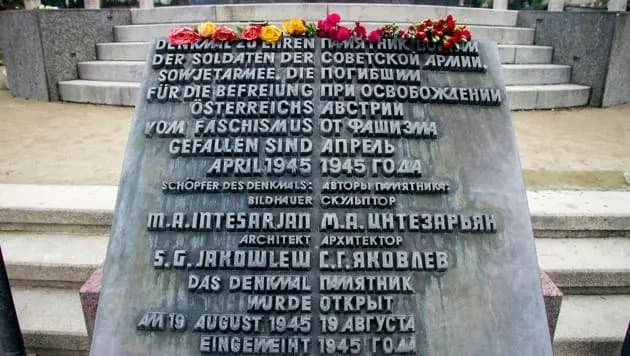 DENKMAL ZU EHREN
DER SOLDATEN DER
SOWJETARMEE, DIE
FÜR DIE BEFREIUNG
ÖSTERREICHS
VOM FASCHISMUS
GEFALLEN SIND
APRIL 1945
SCHÖPFER DES DENKMALS:
BILDHAUER
M.A. INTESARJAN
ARCHITEKT
S.G. JAKOWLEW
DAS DENKMAL
WURDE
AM 19 AUGUST 1945
EINGEWEIHT
ПАМЯТНИК ВОИНАМ
СОВЕТСКОЙ АРМИИ,
ПОГИБШИМ
ПРИ ОСВОБОЖДЕНИИ
АВСТРИИ
ОТ ФАШИЗМА
АПРЕЛЬ
1945 ГОДА
АВТОРЫ ПАМЯТНИКА:
СКУЛЬПТОР
М.А. ИНТЕЗАРЬЯН
АРХИТЕКТОР
С.Г. ЯКОВЛЕВ
ПАМЯТНИК
ОТКРЫТ
19 АВГУСТА
1945 ГОДА